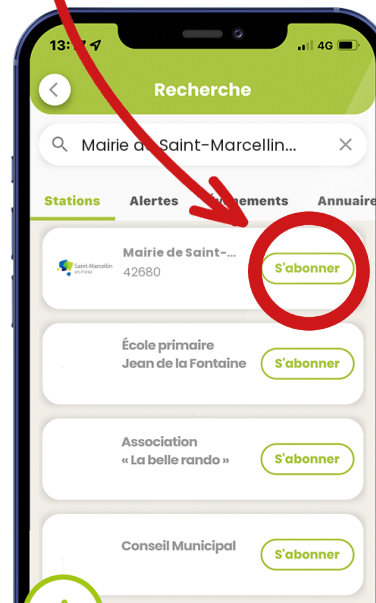 4G
Recherche
Mairie de Saint-Marcellin...
Stations Alertes Événements Annuaire
Mairie de Saint-...
42680
S'abonner
Saint-Marcellin
en-Forez
École primaire
Jean de la Fontaine
S'abonner
Association
« La belle rando »
S'abonner
Conseil Municipal
S'abonner